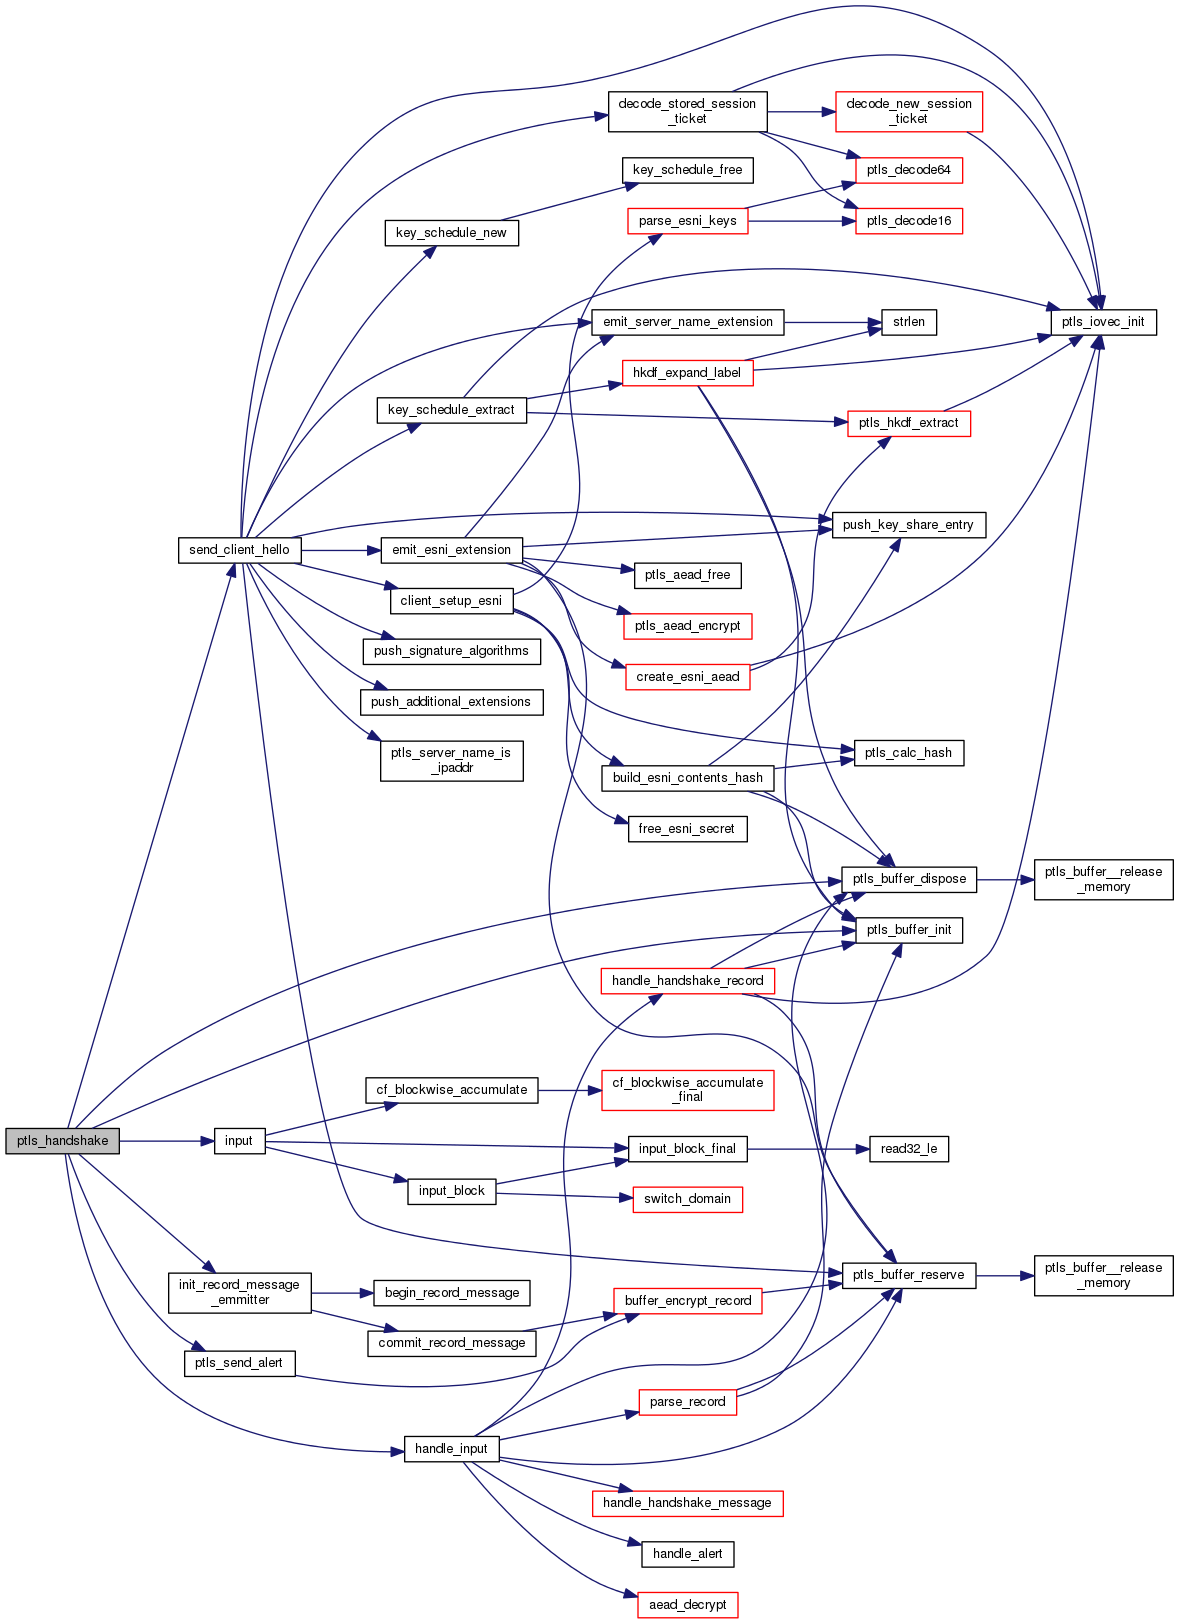 decode_stored_session
_ticket
decode_new_session
_ticket
key_schedule_free
ptls_decode64
parse_esni_keys
ptls_decode16
key_schedule_new
emit_server_name_extension
strlen
ptls_iovec_init
hkdf_expand_label
key_schedule_extract
ptls_hkdf_extract
push_key_share_entry
send_client_hello
emit_esni_extension
ptls_aead_free
client_setup_esni
ptls_aead_encrypt
push_signature_algorithms
create_esni_aead
push_additional_extensions
ptls_server_name_is
_ipaddr
ptls_calc_hash
build_esni_contents_hash
free_esni_secret
ptls_buffer_dispose
ptls_buffer__release
_memory
ptls_buffer_init
handle_handshake_record
cf_blockwise_accumulate
cf_blockwise_accumulate
_final
ptls_handshake
input
input_block_final
read32_le
input_block
switch_domain
ptls_buffer_reserve
ptls_buffer__release
_memory
init_record_message
_emmitter
begin_record_message
buffer_encrypt_record
commit_record_message
ptls_send_alert
parse_record
handle_input
handle_handshake_message
handle_alert
aead_decrypt